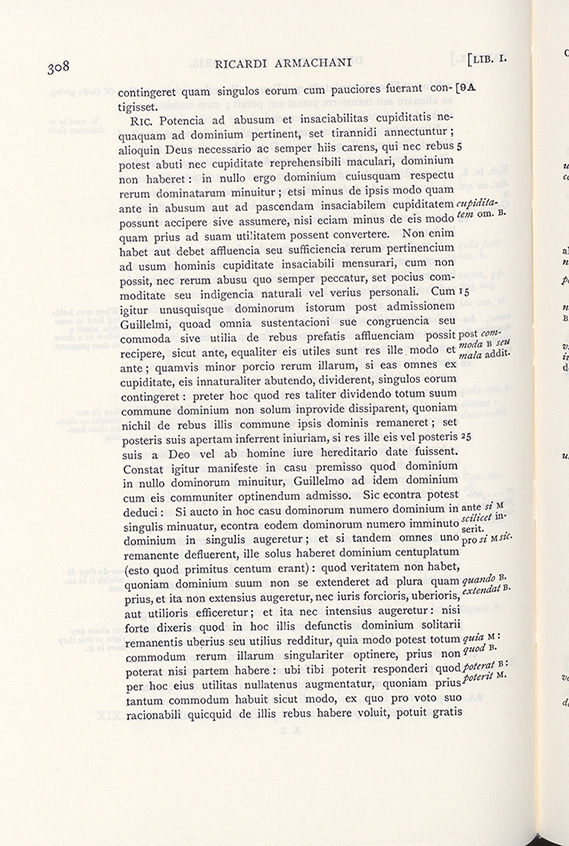 308 RICARDI ARMACHANI [LIB. I.
contingeret quam singulos eorum cum pauciores fuerant con- [9A
tigisset.
RIC. Potencia ad abusum et insaciabilitas cupiditatis ne-
quaquam ad dominium pertinent, set tirannidi annectuntur ;
alioquin Deus necessario ac semper hiis carens, qui nec rebus 5
potest abuti nec cupiditate reprehensibili maculari, dominium
non haberet : in nullo ergo dominium cuiusquam respectu
rerum dominatarum minuitur ; etsi minus de ipsis modo quam
ante in abusum aut ad pascendam insaciabilem cupiditatem cupidita-
possunt accipere sive assumere, nisi eciam minus de eis modo tem om. B.
quam prius ad suam utilitatem possent convertere. Non enim
habet aut debet affluencia seu sufficiencia rerum pertinencium
ad usum hominis cupiditate insaciabili mensurari, cum non
possit, nec rerum abusu quo semper peccatur, set pocius com-
moditate seu indigencia naturali vel verius personali. Cum 15
igitur unusquisque dominorum istorum post admissionem
Guillelmi, quoad omnia sustentacioni sue congruencia seu
commoda sive utilia de rebus prefatis affluenciam possit post com-
recipere, sicut ante, equaliter eis utiles sunt res ille modo et moda B seu
ante ; quamvis minor porcio rerum illarum, si eas omnes ex mala addit.
cupiditate, eis innaturaliter abutendo, dividerent, singulos eorum
contingeret : preter hoc quod res taliter dividendo totum suum
commune dominium non solum inprovide dissiparent, quoniam
nichil de rebus illis commune ipsis dominis remaneret ; set
posteris suis apertam inferrent iniuriam, si res ille eis vel posteris 25
suis a Deo vel ab homine iure hereditario date fuissent.
Constat igitur manifeste in casu premisso quod dominium
in nullo dominorum minuitur, Guillelmo ad idem dominium
cum eis communiter optinendum admisso. Sic econtra potest
deduci : Si aucto in hoc casu dominorum numero dominium in ante si M
singulis minuatur, econtra eodem dominorum numero imminuto scilicet in-
dominium in singulis augeretur ; et si tandem omnes uno serit.
remanente defluerent, ille solus haberet dominium centuplatum pro si M sic.
(esto quod primitus centum erant) : quod veritatem non habet,
quoniam dominium suum non se extenderet ad plura quam quando B.
prius, et ita non extensius augeretur, nec iuris forcioris, uberioris, extendat B.
aut utilioris efficeretur ; et ita nec intensius augeretur : nisi
forte dixeris quod in hoc illis defunctis dominium solitarii
remanentis uberius seu utilius redditur, quia modo potest totum quia M :
commodum rerum illarum singulariter optinere, prius non quod B.
poterat nisi partem habere : ubi tibi poterit responderi quod poterat B :
per hoc eius utilitas nullatenus augmentatur, quoniam prius poterit M.
tantum commodum habuit sicut modo, ex quo pro voto suo
racionabili quicquid de illis rebus habere voluit, potuit gratis